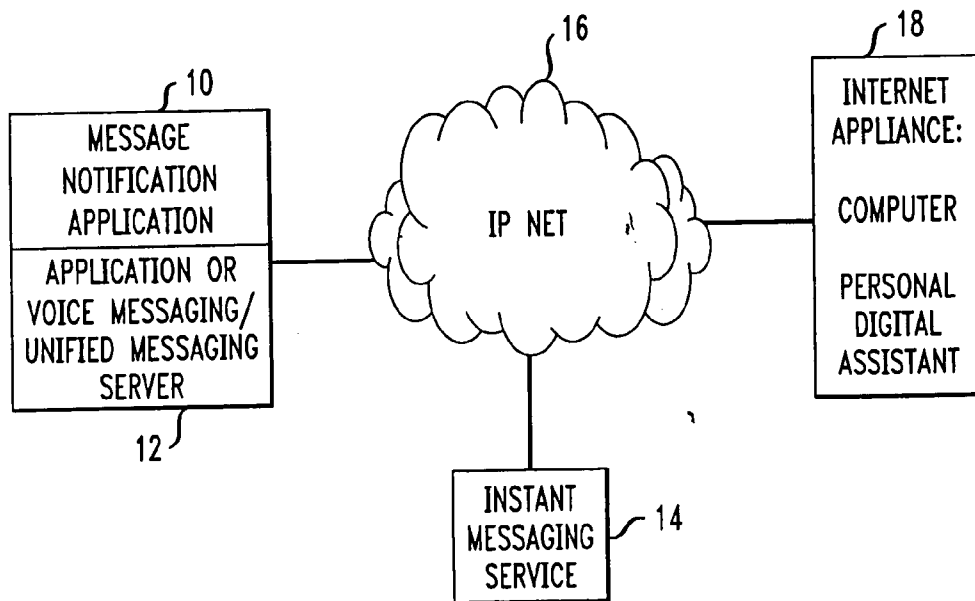 16
18
10
MESSAGE
NOTIFICATION
APPLICATION
APPLICATION OR
VOICE MESSAGING/
UNIFIED MESSAGING
SERVER
12
IP NET
INTERNET
APPLIANCE:
COMPUTER
PERSONAL
DIGITAL
ASSISTANT
INSTANT
MESSAGING
SERVICE
14